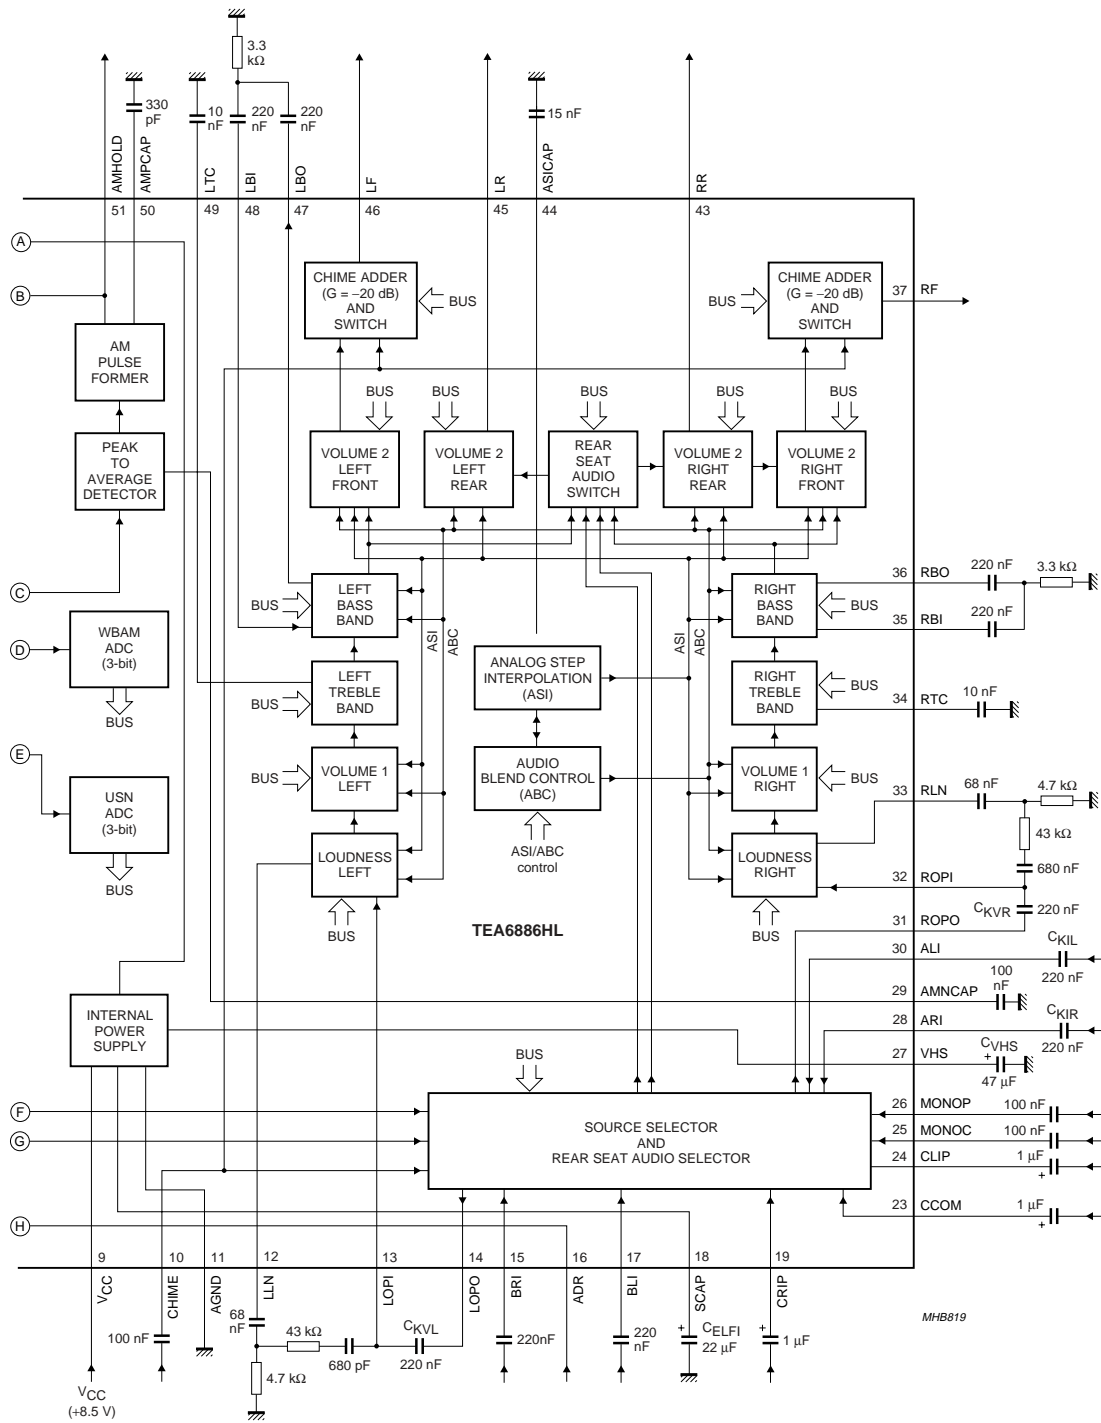 3.3
kΩ
330
pF
10
nF
220
nF
220
nF
15 nF
AMHOLD
AMPCAP
LTC
LBI
LBO
LF
LR
ASICAP
RR
51
50
49
48
47
46
45
44
43
A
B
CHIME ADDER
(G = −20 dB)
AND
SWITCH
BUS
BUS
CHIME ADDER
(G = −20 dB)
AND
SWITCH
37
RF
AM
PULSE
FORMER
BUS
BUS
BUS
BUS
BUS
PEAK
TO
AVERAGE
DETECTOR
VOLUME 2
LEFT
FRONT
VOLUME 2
LEFT
REAR
REAR
SEAT
AUDIO
SWITCH
VOLUME 2
RIGHT
REAR
VOLUME 2
RIGHT
FRONT
C
BUS
LEFT
BASS
BAND
RIGHT
BASS
BAND
BUS
36
RBO
220 nF
3.3 kΩ
35
RBI
220 nF
D
WBAM
ADC
(3-bit)
BUS
ASI
ABC
ASI
ABC
BUS
LEFT
TREBLE
BAND
ANALOG STEP
INTERPOLATION
(ASI)
RIGHT
TREBLE
BAND
BUS
34
RTC
10 nF
E
BUS
VOLUME 1
LEFT
AUDIO
BLEND CONTROL
(ABC)
VOLUME 1
RIGHT
BUS
33
RLN
68 nF
4.7 kΩ
USN
ADC
(3-bit)
BUS
43 kΩ
LOUDNESS
LEFT
BUS
ASI/ABC
control
LOUDNESS
RIGHT
BUS
680 nF
32
ROPI
CKVR
220 nF
31
ROPO
TEA6886HL
30
ALI
CKIL
220 nF
29
AMNCAP
100
nF
28
ARI
CKIR
220 nF
27
VHS
CVHS
+
47 μF
INTERNAL
POWER
SUPPLY
BUS
F
G
SOURCE SELECTOR
AND
REAR SEAT AUDIO SELECTOR
26
MONOP
100 nF
25
MONOC
100 nF
24
CLIP
1 μF
+
23
CCOM
1 μF
+
H
9
10
11
12
13
14
15
16
17
18
19
VCC
CHIME
AGND
LLN
LOPI
LOPO
BRI
ADR
BLI
SCAP
CRIP
MHB819
100 nF
68
nF
43 kΩ
680 pF
CKVL
220 nF
220nF
220
nF
+
CELFI
22 μF
+
1 μF
4.7 kΩ
VCC
(+8.5 V)